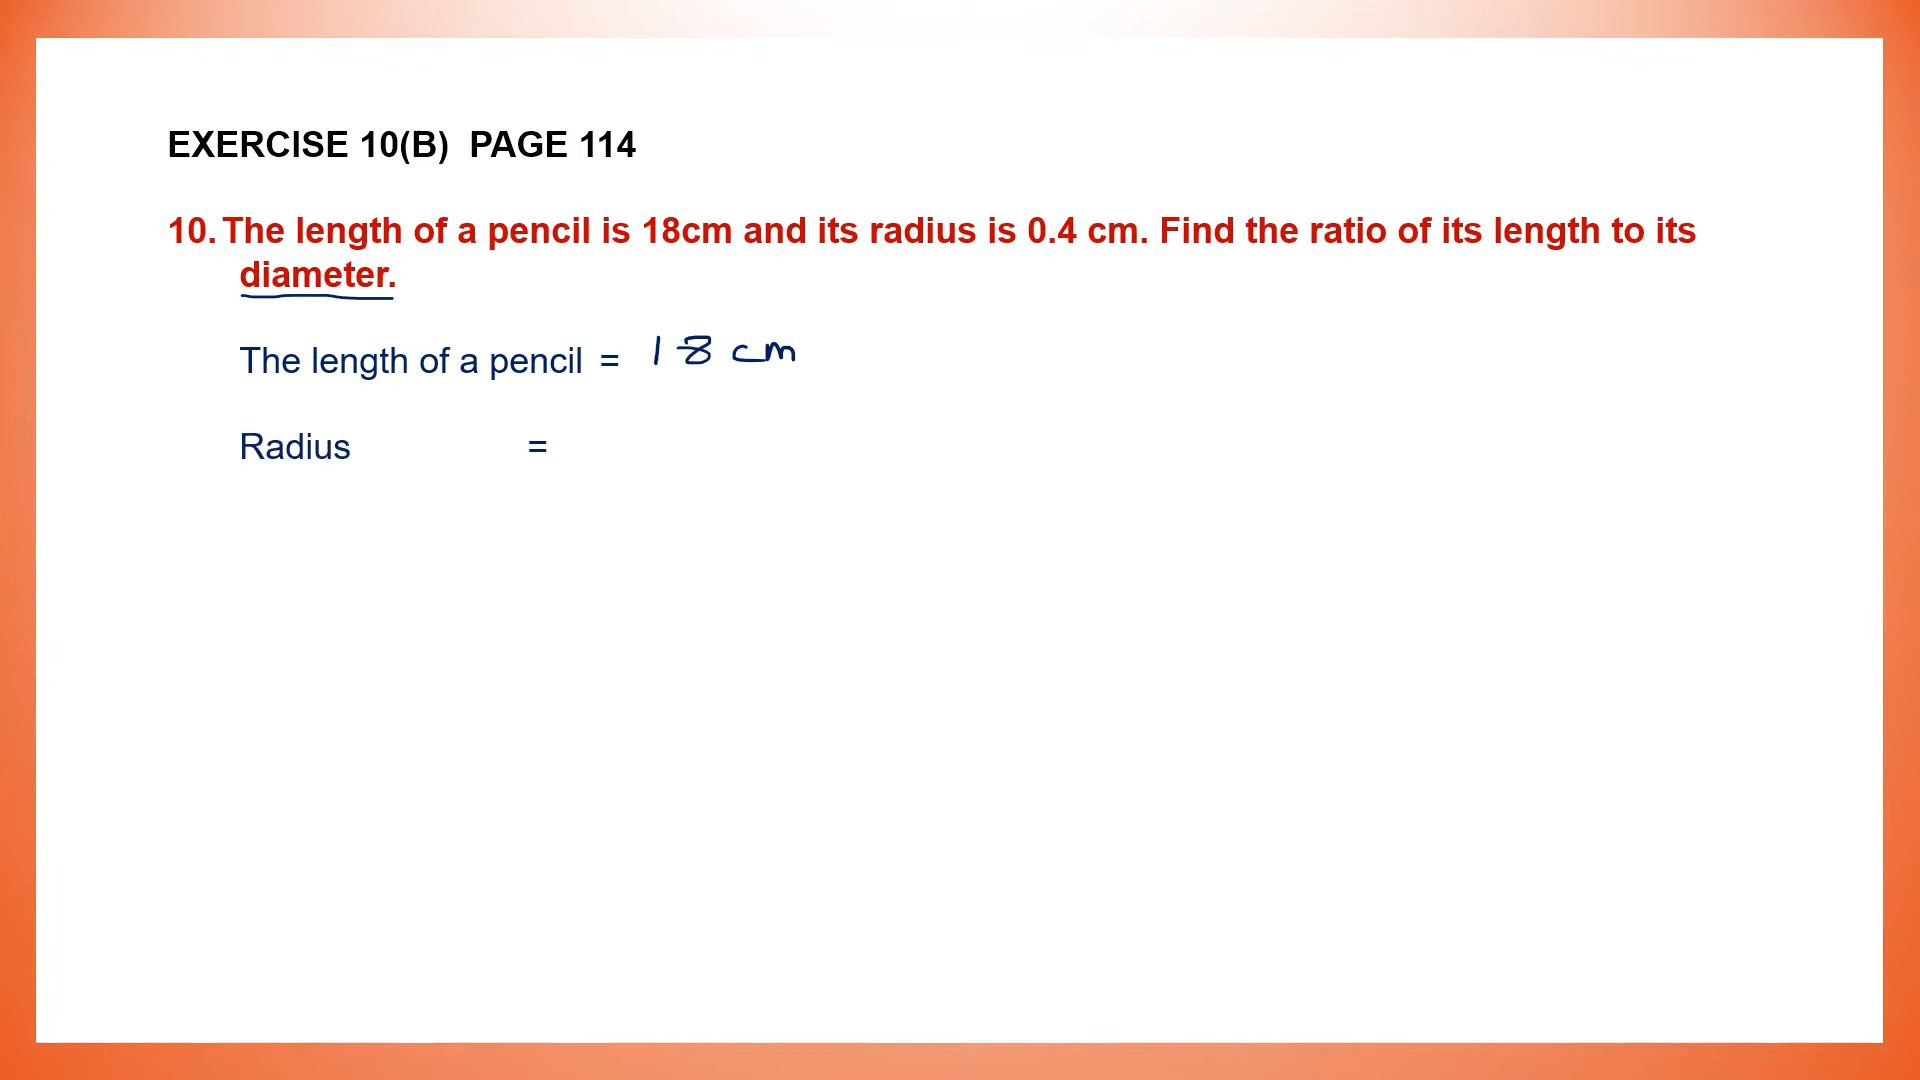 EXERCISE 10(B) PAGE 114
10. The length of a pencil is 18cm and its radius is 0.4 cm. Find the ratio of its length to its
diameter.
The length of a pencil = 18 cm
Radius =